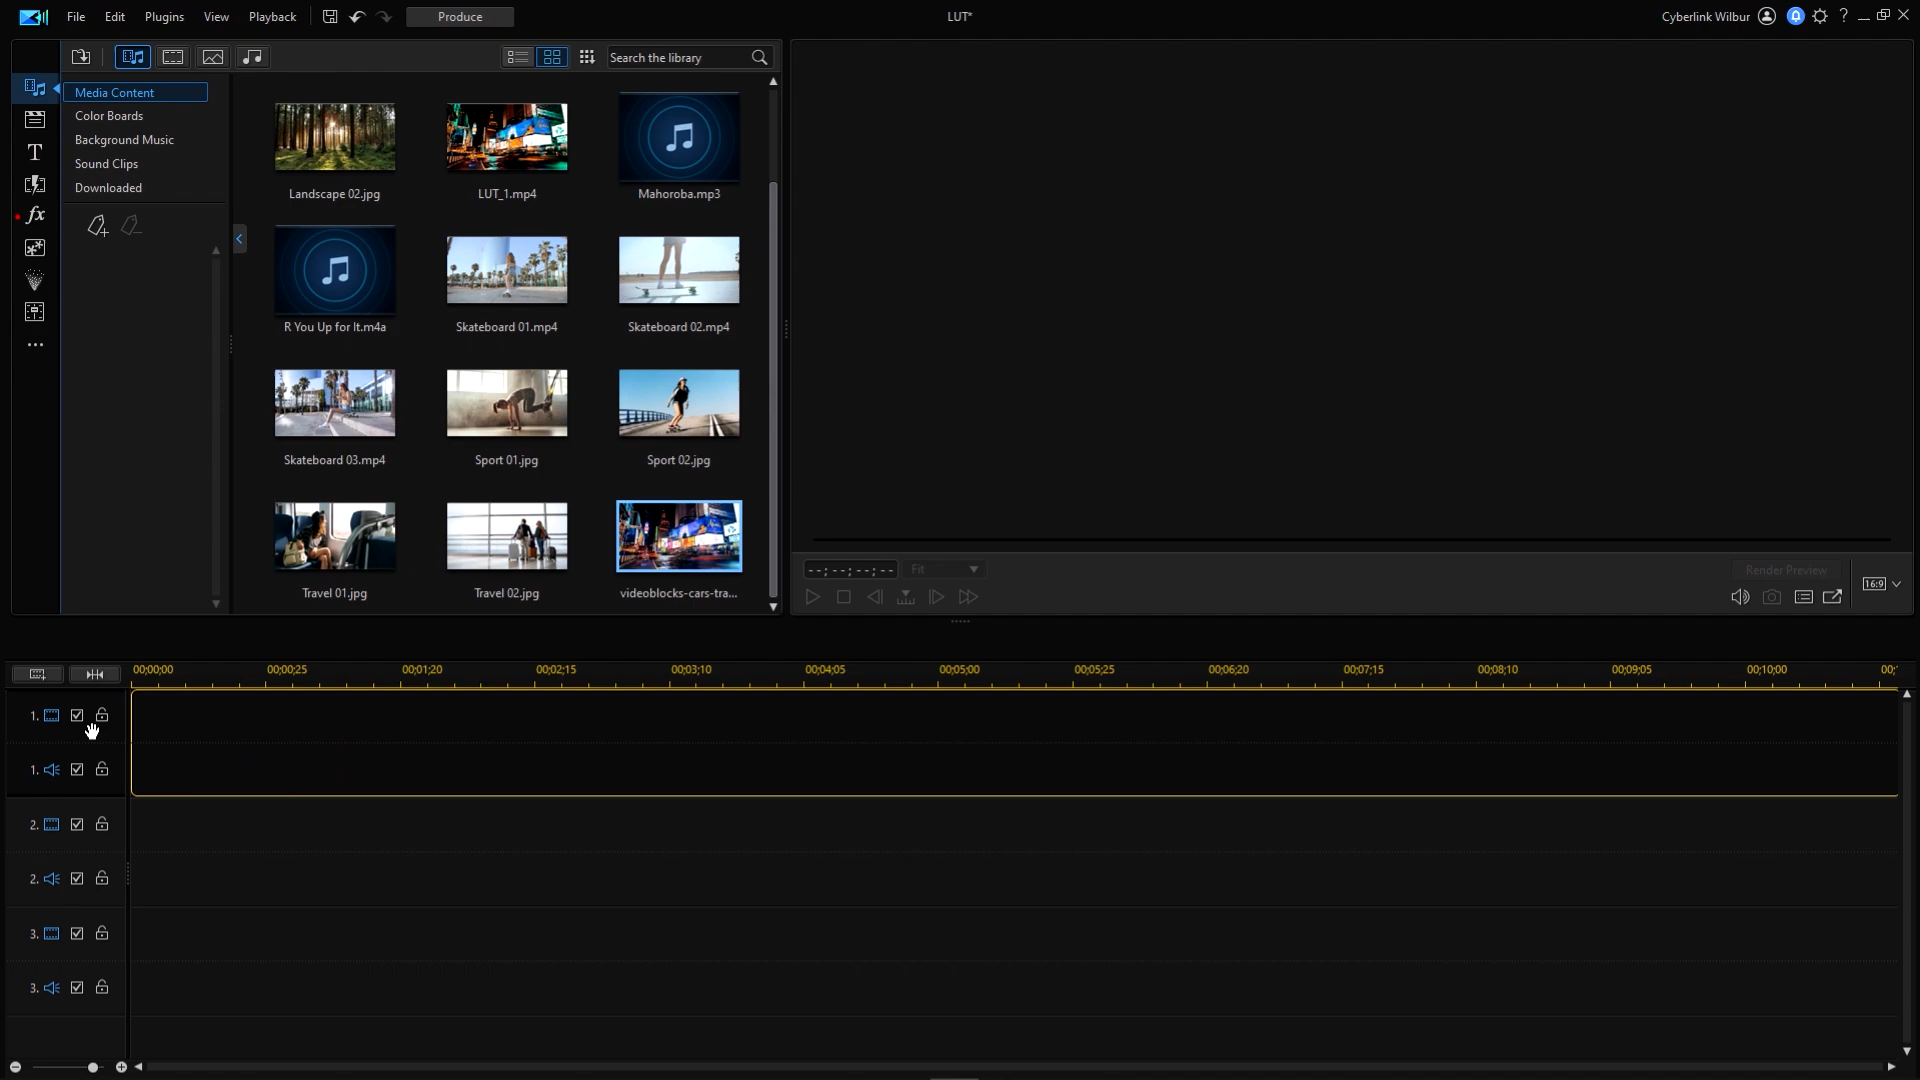 File Edit Plugins View Playback Produce LUT* Cyberlink Wilbur ?
Search the library
Media Content
Color Boards
Background Music
Sound Clips
Downloaded
T
fx
Landscape 02.jpg LUT_1.mp4 Mahoroba.mp3
R You Up for It.m4a Skateboard 01.mp4 Skateboard 02.mp4
Skateboard 03.mp4 Sport 01.jpg Sport 02.jpg
Travel 01.jpg Travel 02.jpg videoblocks-cars-tra...
--;--;--;-- Fit Render Preview
16:9
00;00;00 00;00;25 00;01;20 00;02;15 00;03;10 00;04;05 00;05;00 00;05;25 00;06;20 00;07;15 00;08;10 00;09;05 00;10;00 00;
1.
1.
2.
2.
3.
3.